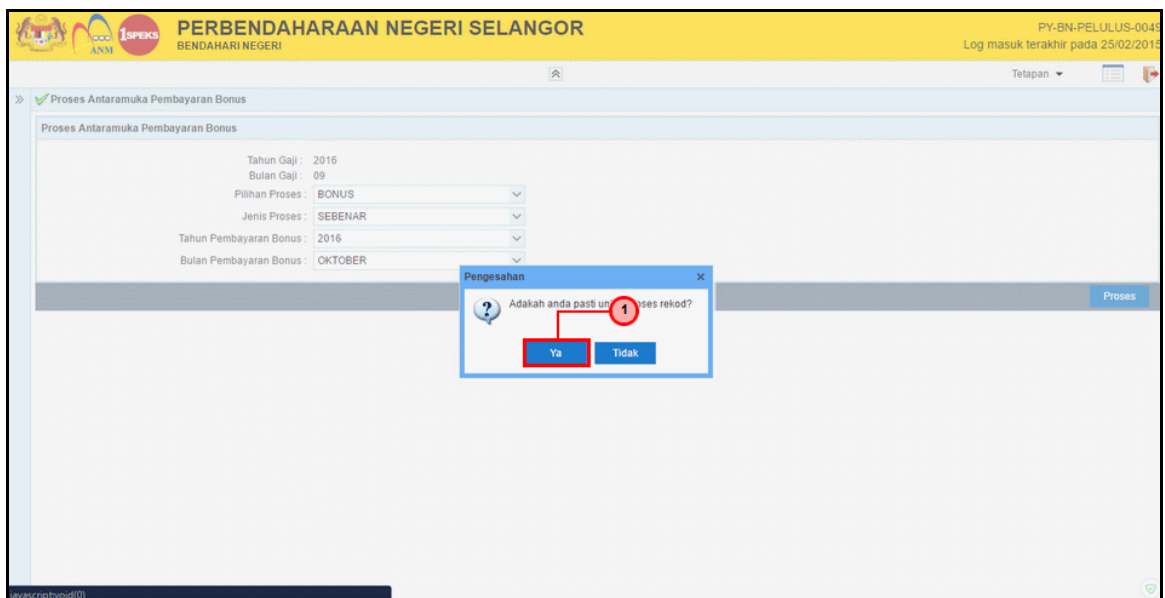 ANM
1SPEKS
PERBENDAHARAAN NEGERI SELANGOR
BENDAHARI NEGERI
PY-BN-PELULUS-0049
Log masuk terakhir pada 25/02/2015
Tetapan
Proses Antaramuka Pembayaran Bonus
Proses Antaramuka Pembayaran Bonus
Tahun Gaji : 2016
Bulan Gaji : 09
Pilihan Proses : BONUS
Jenis Proses : SEBENAR
Tahun Pembayaran Bonus : 2016
Bulan Pembayaran Bonus : OKTOBER
Proses
Pengesahan
Adakah anda pasti rekod?
1
Ya Tidak
javascript:void(0)